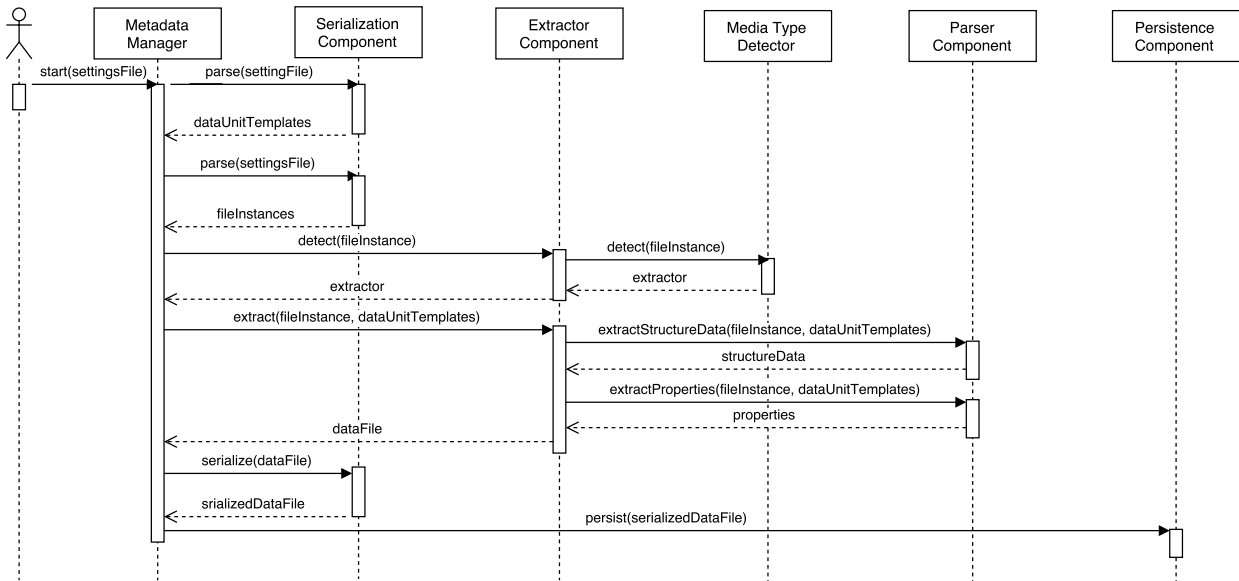 Metadata
Manager
Serialization
Component
Extractor
Component
Media Type
Detector
Parser
Component
Persistence
Component
start(settingsFile)
parse(settingFile)
dataUnitTemplates
parse(settingsFile)
fileInstances
detect(fileInstance)
detect(fileInstance)
extractor
extractor
extract(fileInstance, dataUnitTemplates)
extractStructureData(fileInstance, dataUnitTemplates)
structureData
extractProperties(fileInstance, dataUnitTemplates)
properties
dataFile
serialize(dataFile)
srializedDataFile
persist(serializedDataFile)